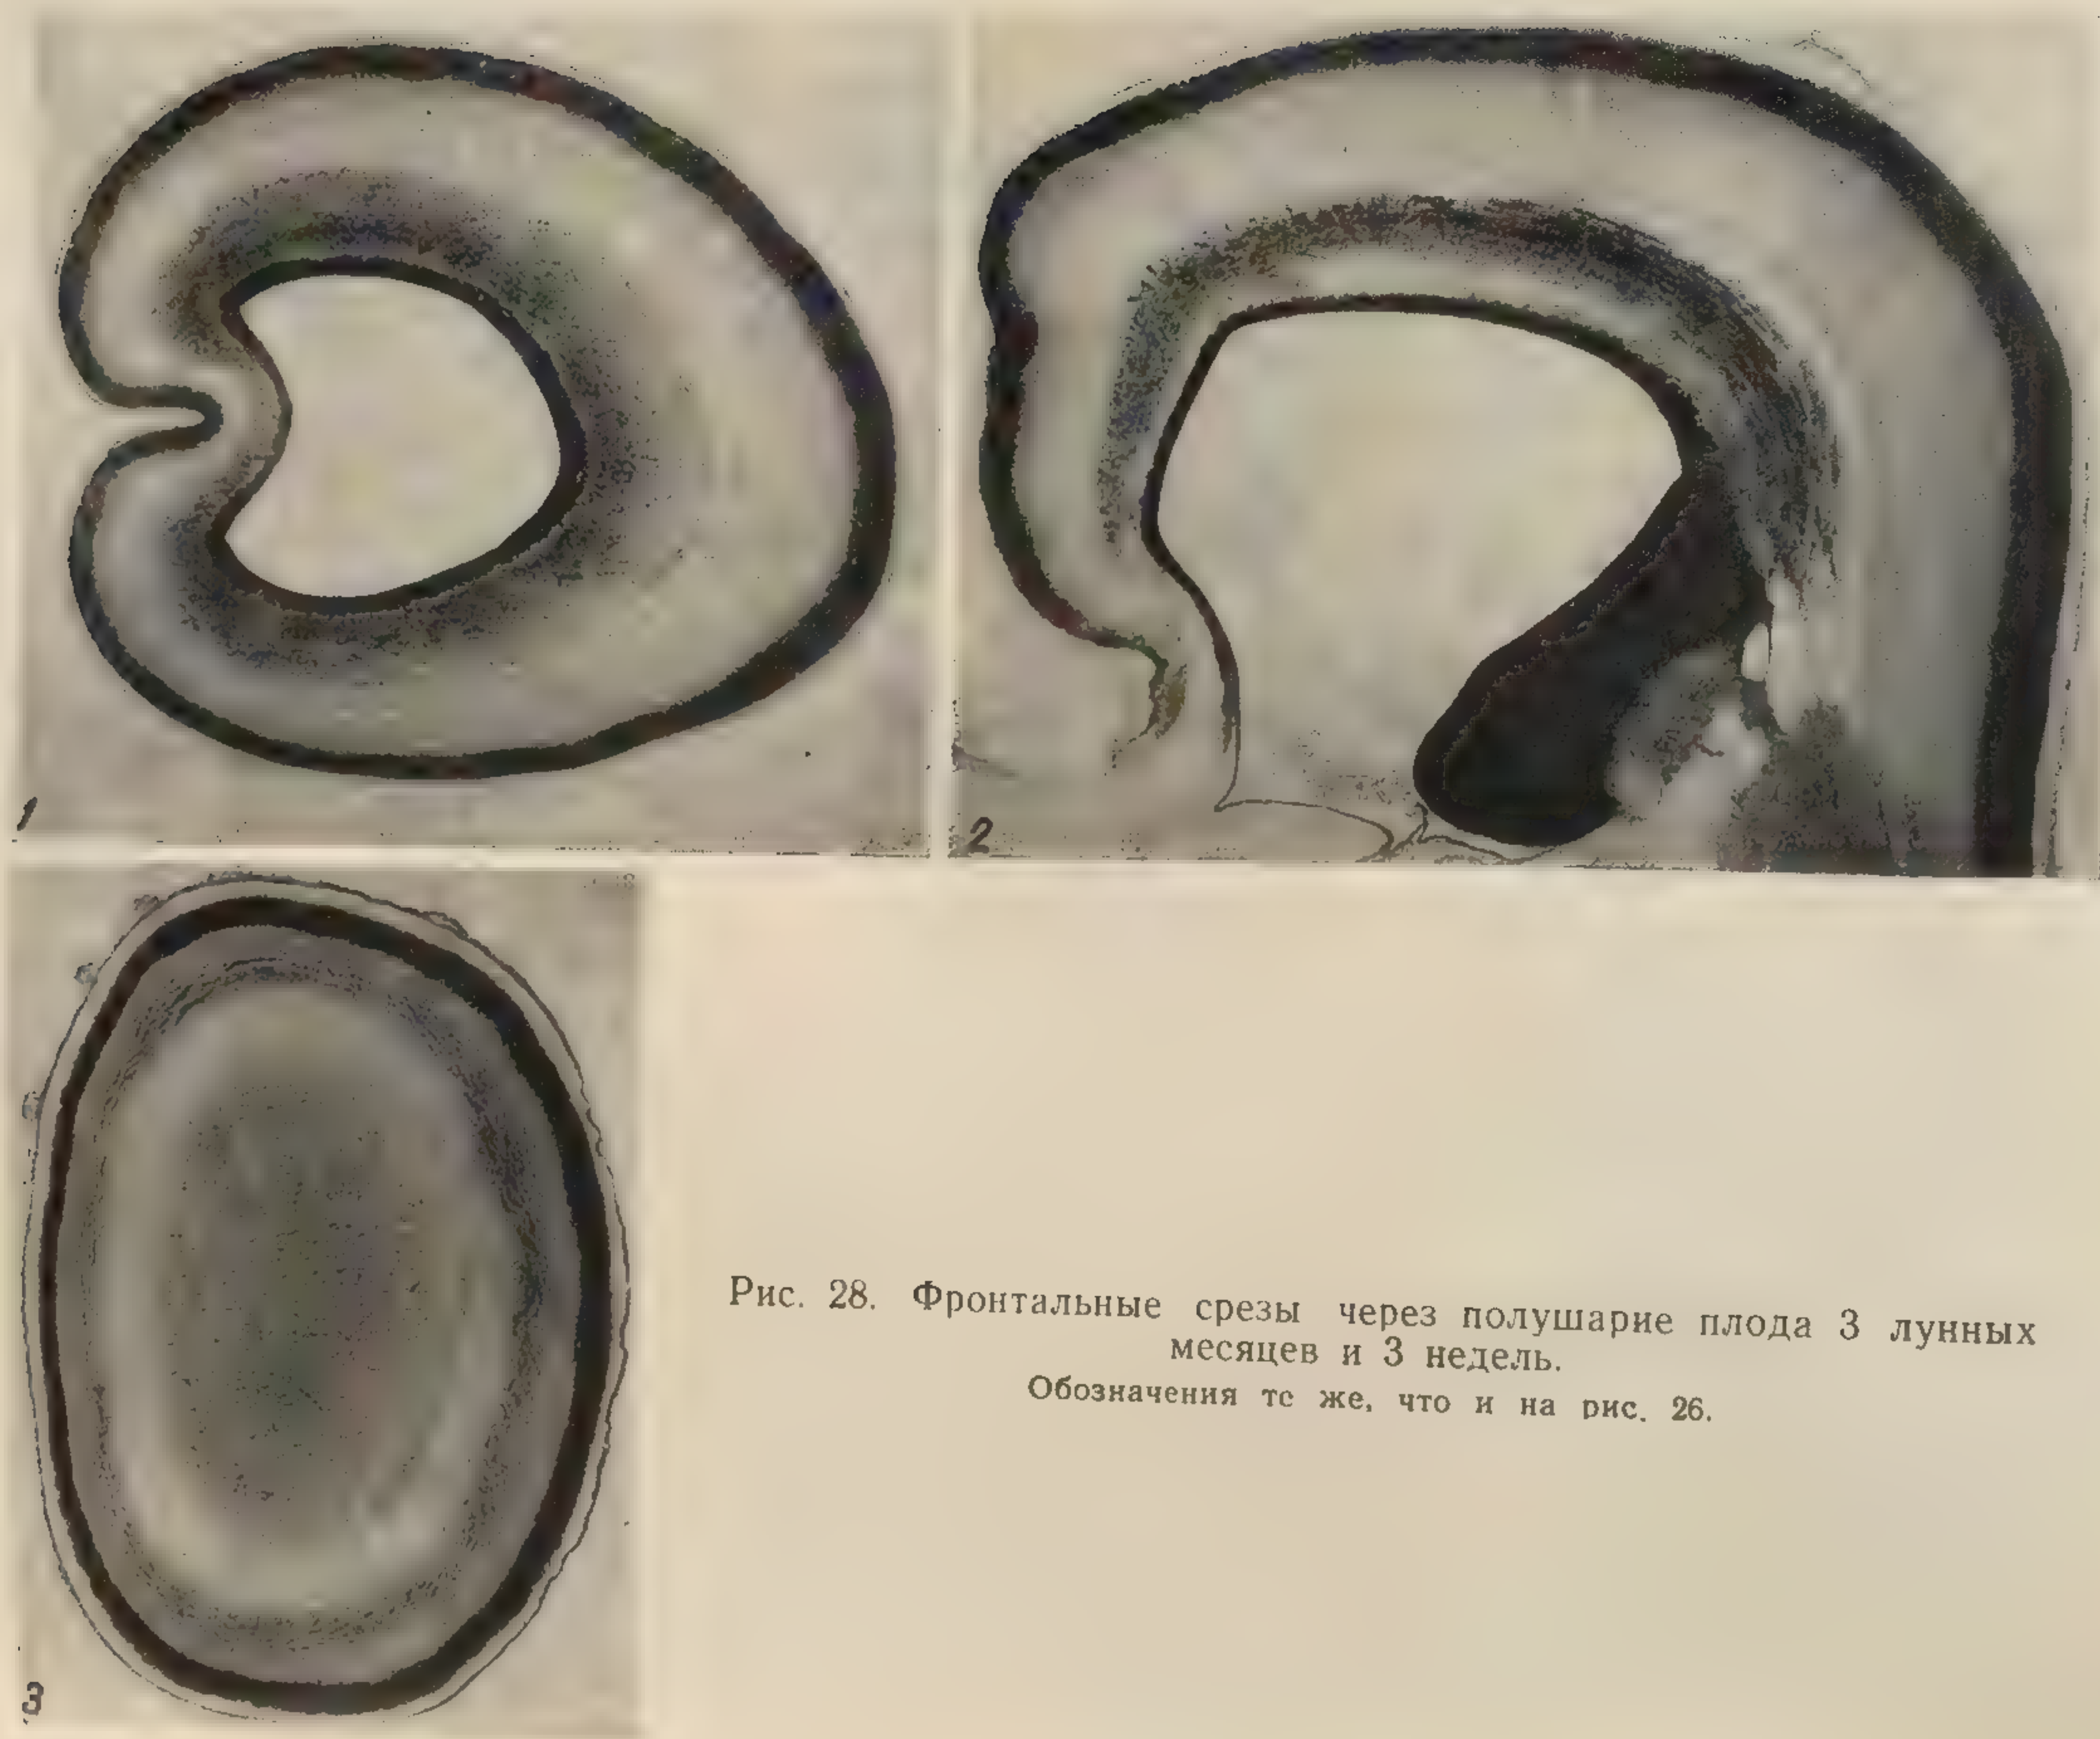 1
2
3
Рис. 28. Фронтальные срезы через полушарие плода 3 лунных
месяцев и 3 недель.
Обозначения те же, что и на рис. 26.